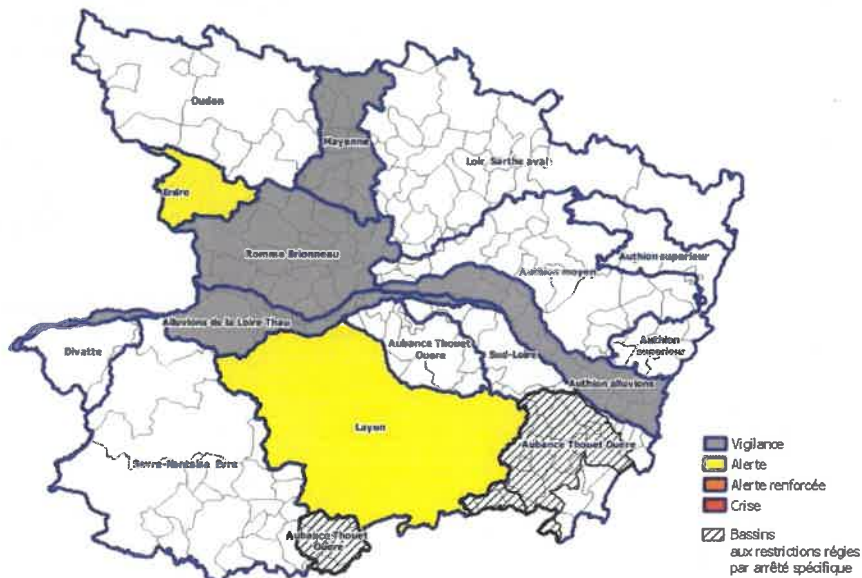 Oudon
Mayenne
Loir Sarthe aval
Erdre
Romme Brionneau
Authion superieur
Authion moyen
Alluvions de la Loire Thau
Divatte
Aubance Thouet
Ouere
Sud-Loire
Authion
superieur
Authion alluvions
Layon
Aubance Thouet Ouere
Sevre-Nantaise Evre
Aubance Thouet
Ouere
Vigilance
Alerte
Alerte renforcée
Crise
Bassins
aux restrictions régies
par arrêté spécifique